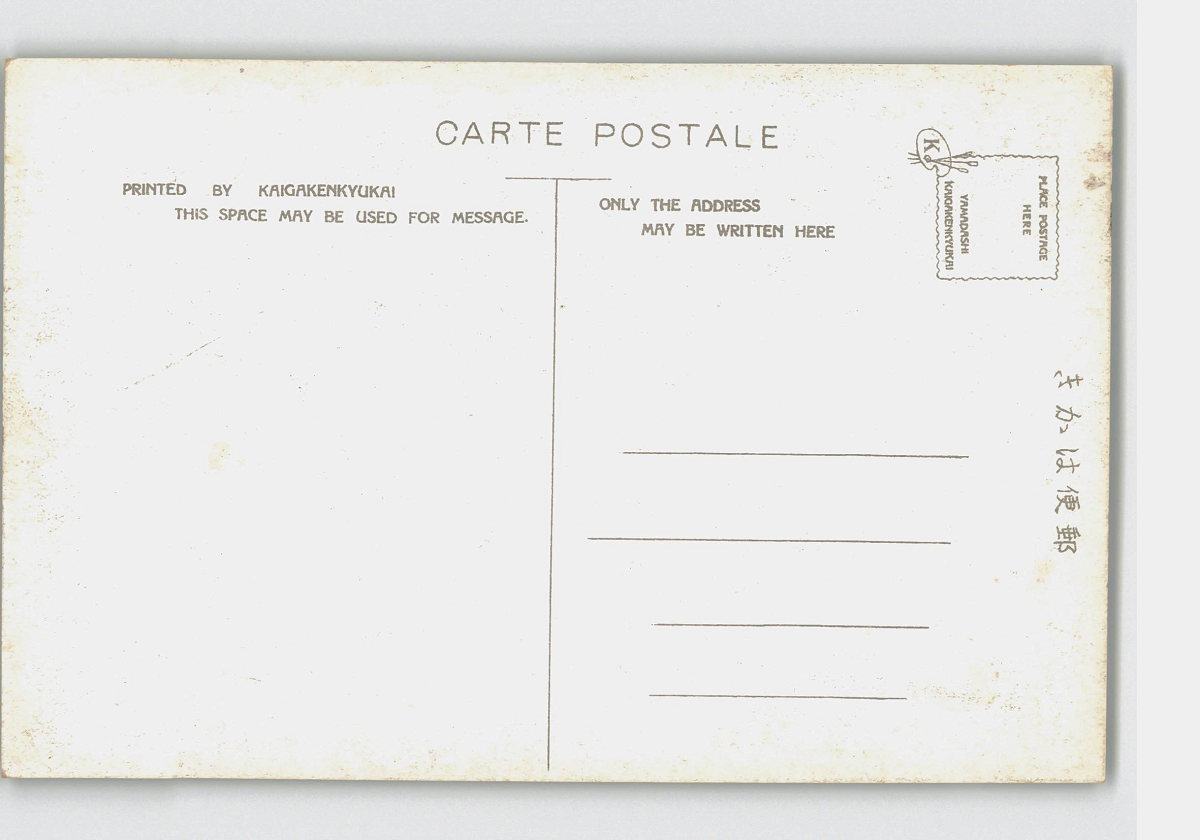 CARTE POSTALE
PRINTED BY KAIGAKENKYUKAI
THIS SPACE MAY BE USED FOR MESSAGE.
ONLY THE ADDRESS
MAY BE WRITTEN HERE
K
PLACE POSTAGE
HERE
YAMADASHI
KAIGAKENKYUKAI
きかは便郵